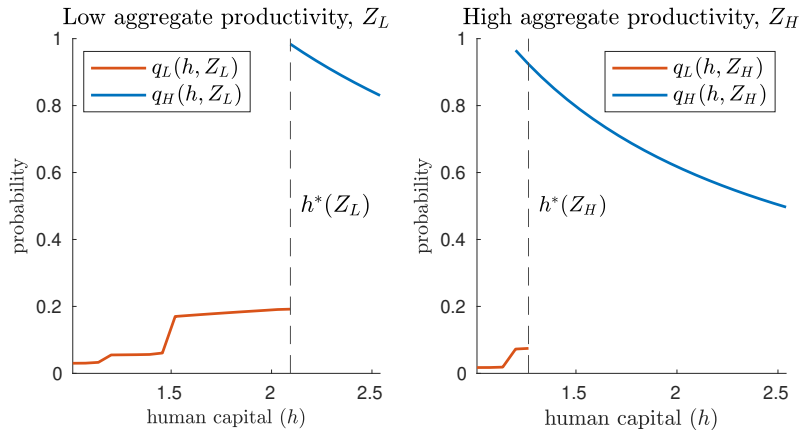 Low aggregate productivity, Z_L
1
0.8
0.6
0.4
0.2
0
probability
q_L(h, Z_L)
q_H(h, Z_L)
h*(Z_L)
1.5
2
2.5
human capital (h)
High aggregate productivity, Z_H
1
0.8
0.6
0.4
0.2
0
probability
q_L(h, Z_H)
q_H(h, Z_H)
h*(Z_H)
1.5
2
2.5
human capital (h)